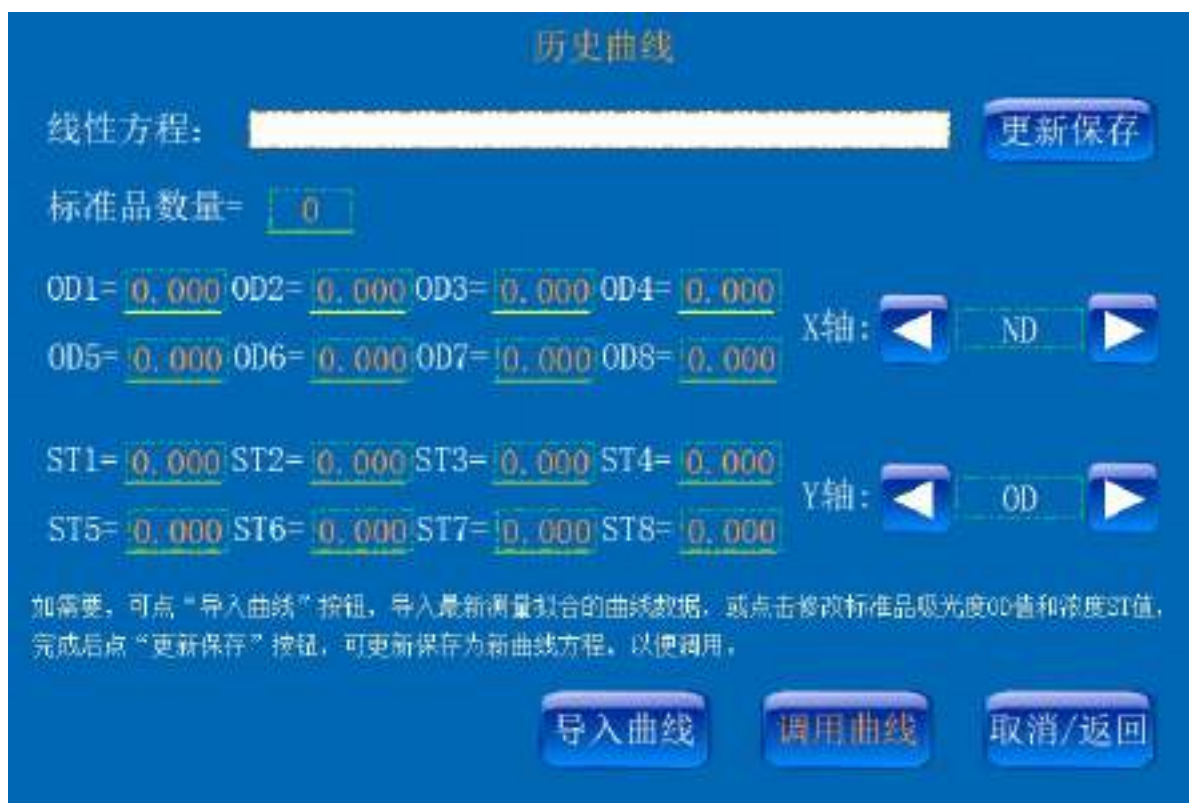 历史曲线
线性方程： 更新保存
标准品数量= 0
OD1= 0.000 OD2= 0.000 OD3= 0.000 OD4= 0.000
X轴： ND
OD5= 0.000 OD6= 0.000 OD7= 0.000 OD8= 0.000
ST1= 0.000 ST2= 0.000 ST3= 0.000 ST4= 0.000
Y轴： OD
ST5= 0.000 ST6= 0.000 ST7= 0.000 ST8= 0.000
如需要，可点“导入曲线”按钮，导入最新测量拟合的曲线数据，或点击修改标准品吸光度OD值和浓度ST值，
完成后点“更新保存”按钮，可更新保存为新曲线方程。以便调用。
导入曲线 调用曲线 取消/返回